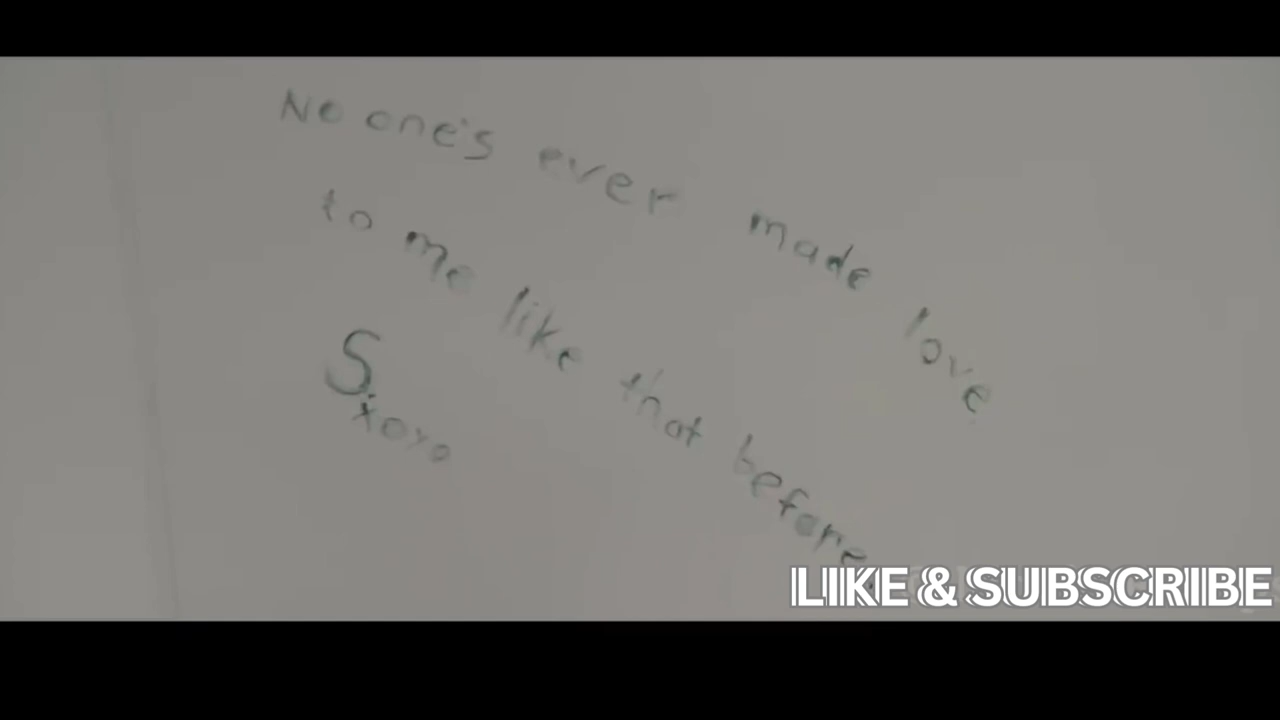 No one's ever made love
to me like that before.
S.
xoxo
LIKE & SUBSCRIBE